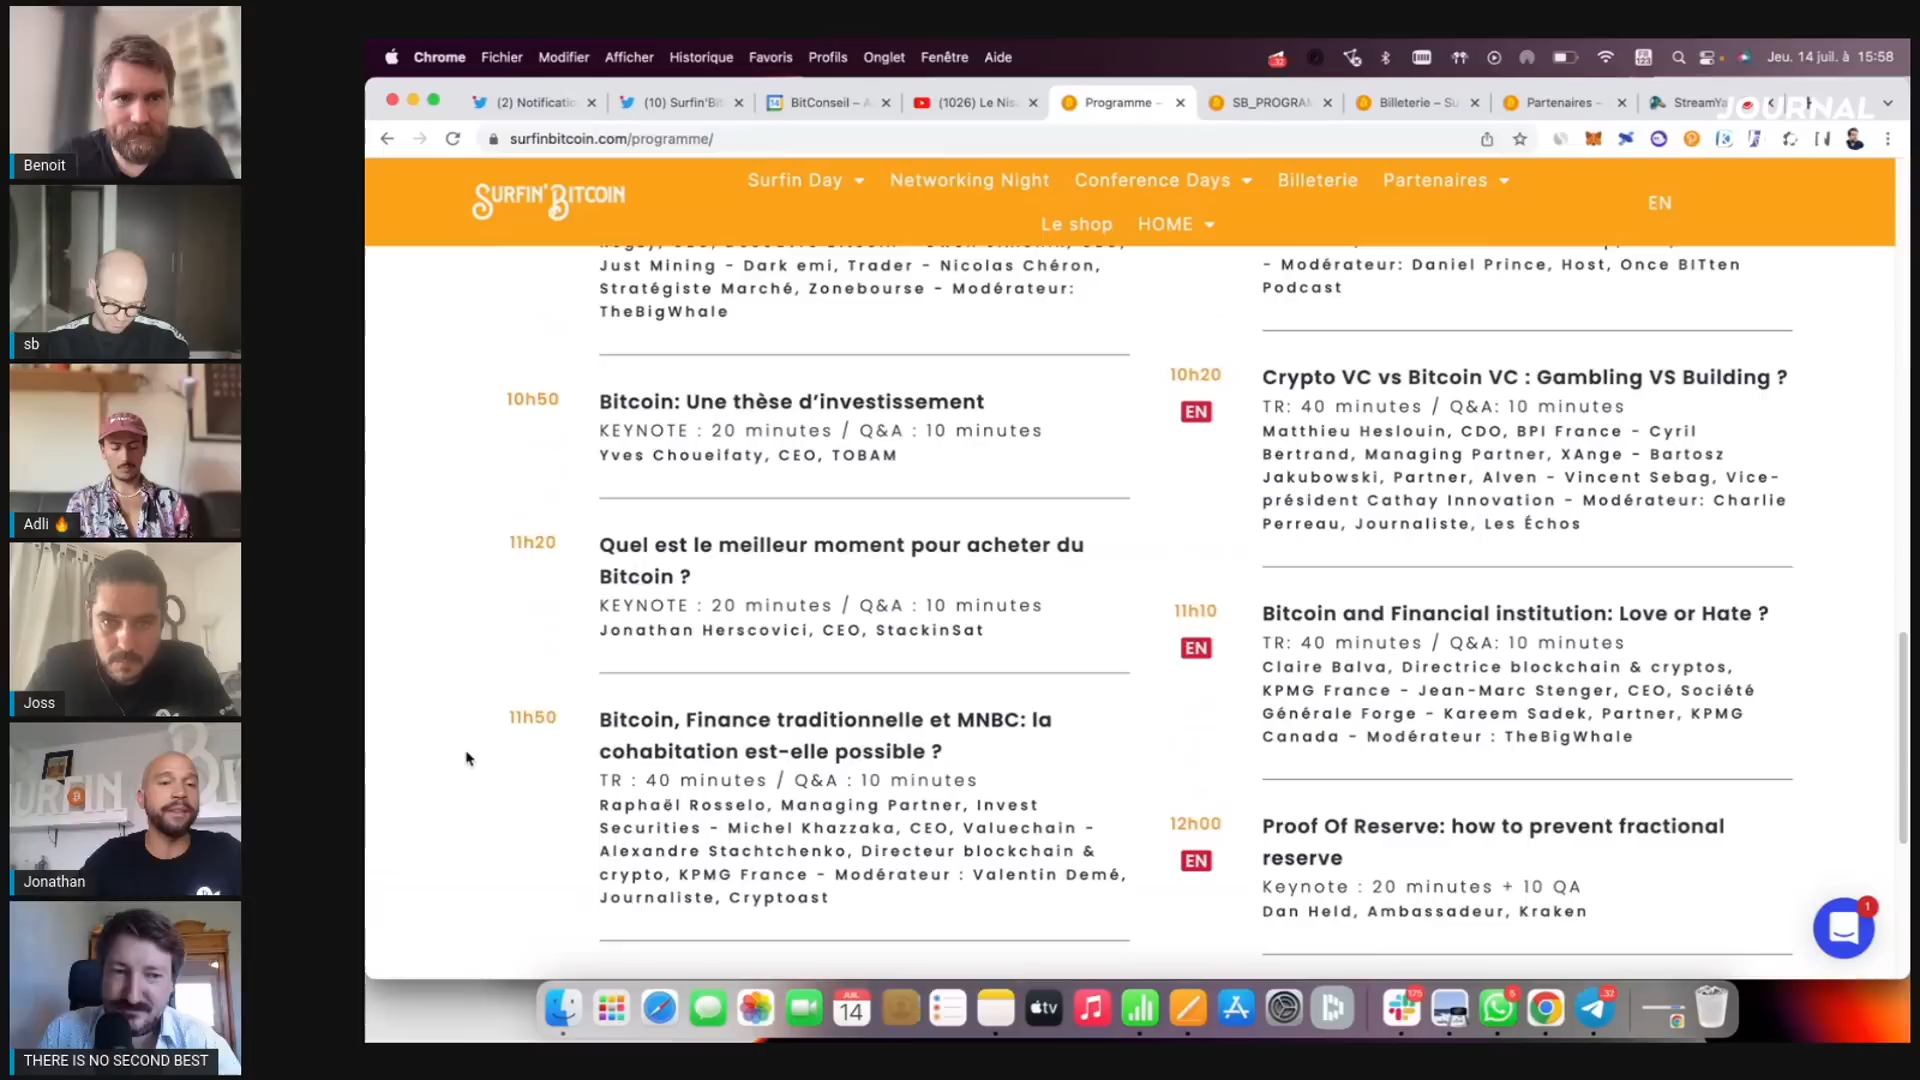 Benoit
sb
Adli
Joss
Jonathan
THERE IS NO SECOND BEST
Chrome Fichier Modifier Afficher Historique Favoris Profils Onglet Fenêtre Aide
Jeu. 14 juil. à 15:58
JOURNAL
(2) Notificatio
(10) Surfin'Bit
BitConseil – A
(1026) Le Nis
Programme –
SB_PROGRAM
Billeterie – Su
Partenaires –
StreamYa
surfinbitcoin.com/programme/
SURFIN' BITCOIN
Surfin Day Networking Night Conference Days Billeterie Partenaires
Le shop HOME
EN
Just Mining - Dark emi, Trader - Nicolas Chéron,
Stratégiste Marché, Zonebourse - Modérateur:
TheBigWhale
10h50
Bitcoin: Une thèse d'investissement
KEYNOTE : 20 minutes / Q&A : 10 minutes
Yves Choueifaty, CEO, TOBAM
11h20
Quel est le meilleur moment pour acheter du
Bitcoin ?
KEYNOTE : 20 minutes / Q&A : 10 minutes
Jonathan Herscovici, CEO, StackinSat
11h50
Bitcoin, Finance traditionnelle et MNBC: la
cohabitation est-elle possible ?
TR : 40 minutes / Q&A : 10 minutes
Raphaël Rosselo, Managing Partner, Invest
Securities - Michel Khazzaka, CEO, Valuechain -
Alexandre Stachtchenko, Directeur blockchain &
crypto, KPMG France - Modérateur : Valentin Demé,
Journaliste, Cryptoast
- Modérateur: Daniel Prince, Host, Once BITten
Podcast
10h20
EN
Crypto VC vs Bitcoin VC : Gambling VS Building ?
TR: 40 minutes / Q&A: 10 minutes
Matthieu Heslouin, CDO, BPI France - Cyril
Bertrand, Managing Partner, XAnge - Bartosz
Jakubowski, Partner, Alven - Vincent Sebag, Vice-
président Cathay Innovation - Modérateur: Charlie
Perreau, Journaliste, Les Échos
11h10
EN
Bitcoin and Financial institution: Love or Hate ?
TR: 40 minutes / Q&A: 10 minutes
Claire Balva, Directrice blockchain & cryptos,
KPMG France - Jean-Marc Stenger, CEO, Société
Générale Forge - Kareem Sadek, Partner, KPMG
Canada - Modérateur : TheBigWhale
12h00
EN
Proof Of Reserve: how to prevent fractional
reserve
Keynote : 20 minutes + 10 QA
Dan Held, Ambassadeur, Kraken
1
JUIL.
14
tv
175
6
32